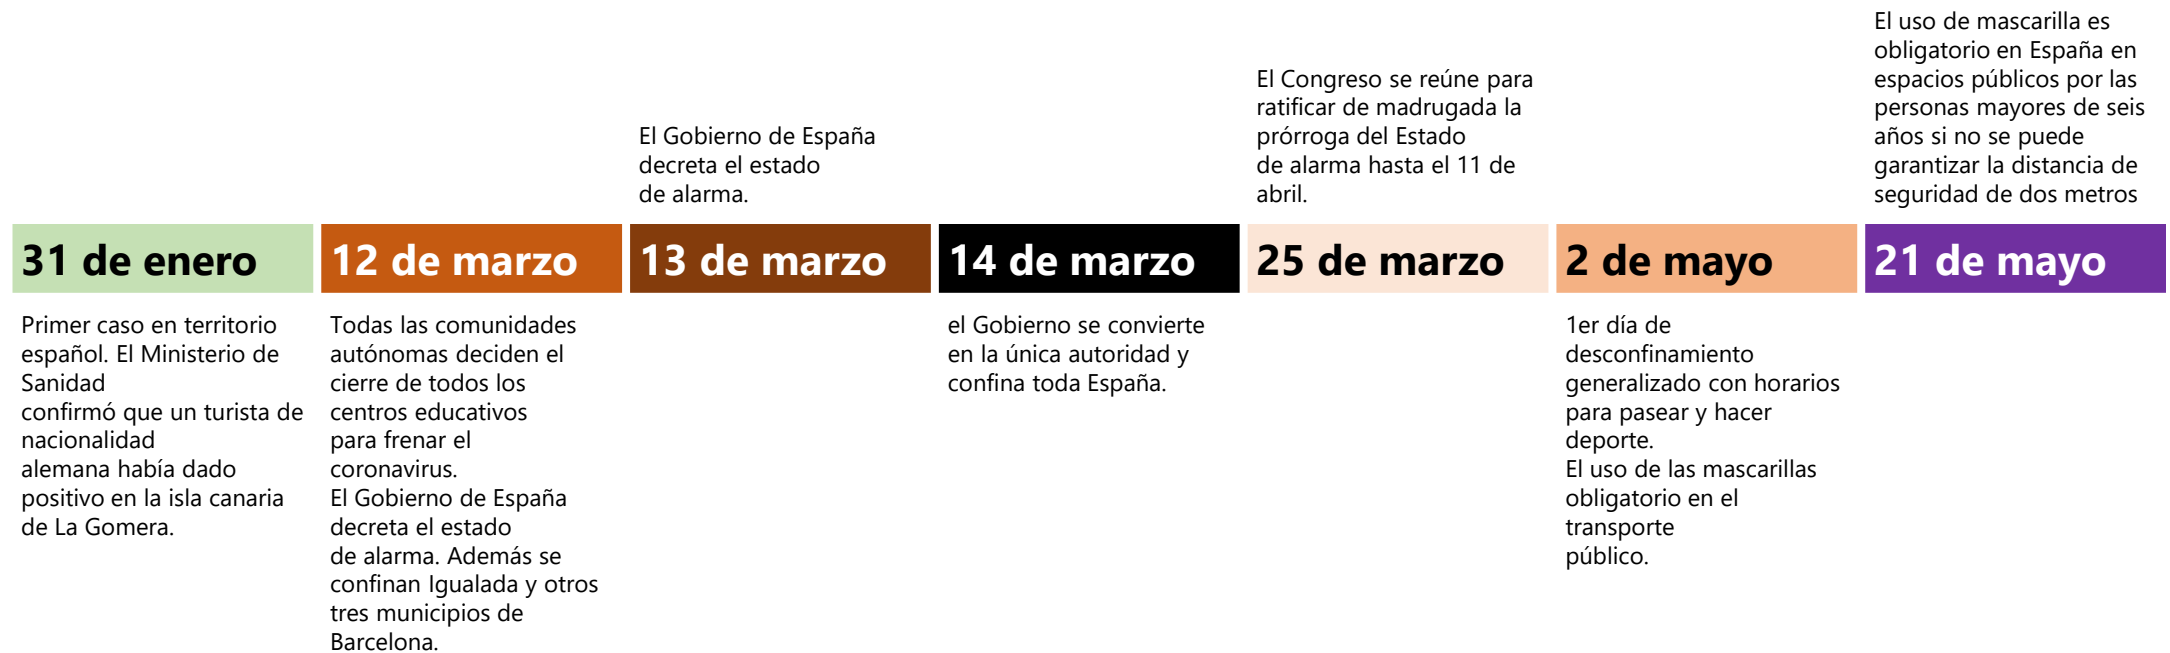 31 de enero
Primer caso en territorio
español. El Ministerio de
Sanidad
confirmó que un turista de
nacionalidad
alemana había dado
positivo en la isla canaria
de La Gomera.
12 de marzo
Todas las comunidades
autónomas deciden el
cierre de todos los
centros educativos
para frenar el
coronavirus.
El Gobierno de España
decreta el estado
de alarma. Además se
confinan Igualada y otros
tres municipios de
Barcelona.
El Gobierno de España
decreta el estado
de alarma.
13 de marzo
14 de marzo
el Gobierno se convierte
en la única autoridad y
confina toda España.
El Congreso se reúne para
ratificar de madrugada la
prórroga del Estado
de alarma hasta el 11 de
abril.
25 de marzo
2 de mayo
1er día de
desconfinamiento
generalizado con horarios
para pasear y hacer
deporte.
El uso de las mascarillas
obligatorio en el
transporte
público.
El uso de mascarilla es
obligatorio en España en
espacios públicos por las
personas mayores de seis
años si no se puede
garantizar la distancia de
seguridad de dos metros
21 de mayo